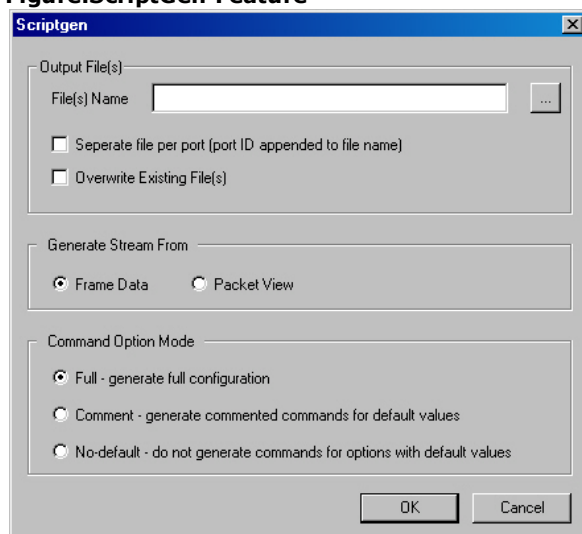 Figure:ScriptGen Feature
Scriptgen
Output File(s)
File(s) Name
...
Seperate file per port (port ID appended to file name)
Overwrite Existing File(s)
Generate Stream From
Frame Data Packet View
Command Option Mode
Full - generate full configuration
Comment - generate commented commands for default values
No-default - do not generate commands for options with default values
OK Cancel